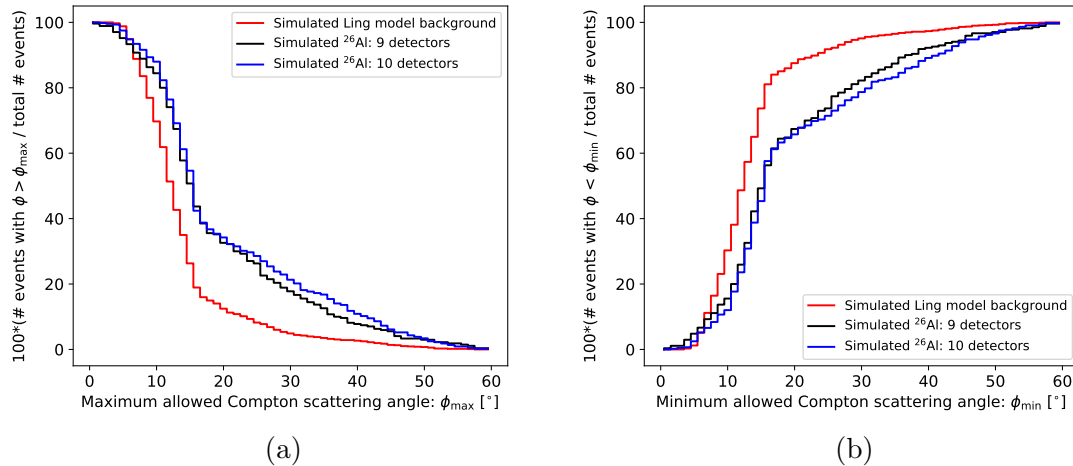 100*(# events with ϕ > ϕmax / total # events)
100
80
60
40
20
0
Simulated Ling model background
Simulated ²⁶Al: 9 detectors
Simulated ²⁶Al: 10 detectors
0 10 20 30 40 50 60
Maximum allowed Compton scattering angle: ϕmax [°]
(a)
100*(# events with ϕ < ϕmin / total # events)
100
80
60
40
20
0
Simulated Ling model background
Simulated ²⁶Al: 9 detectors
Simulated ²⁶Al: 10 detectors
0 10 20 30 40 50 60
Minimum allowed Compton scattering angle: ϕmin [°]
(b)